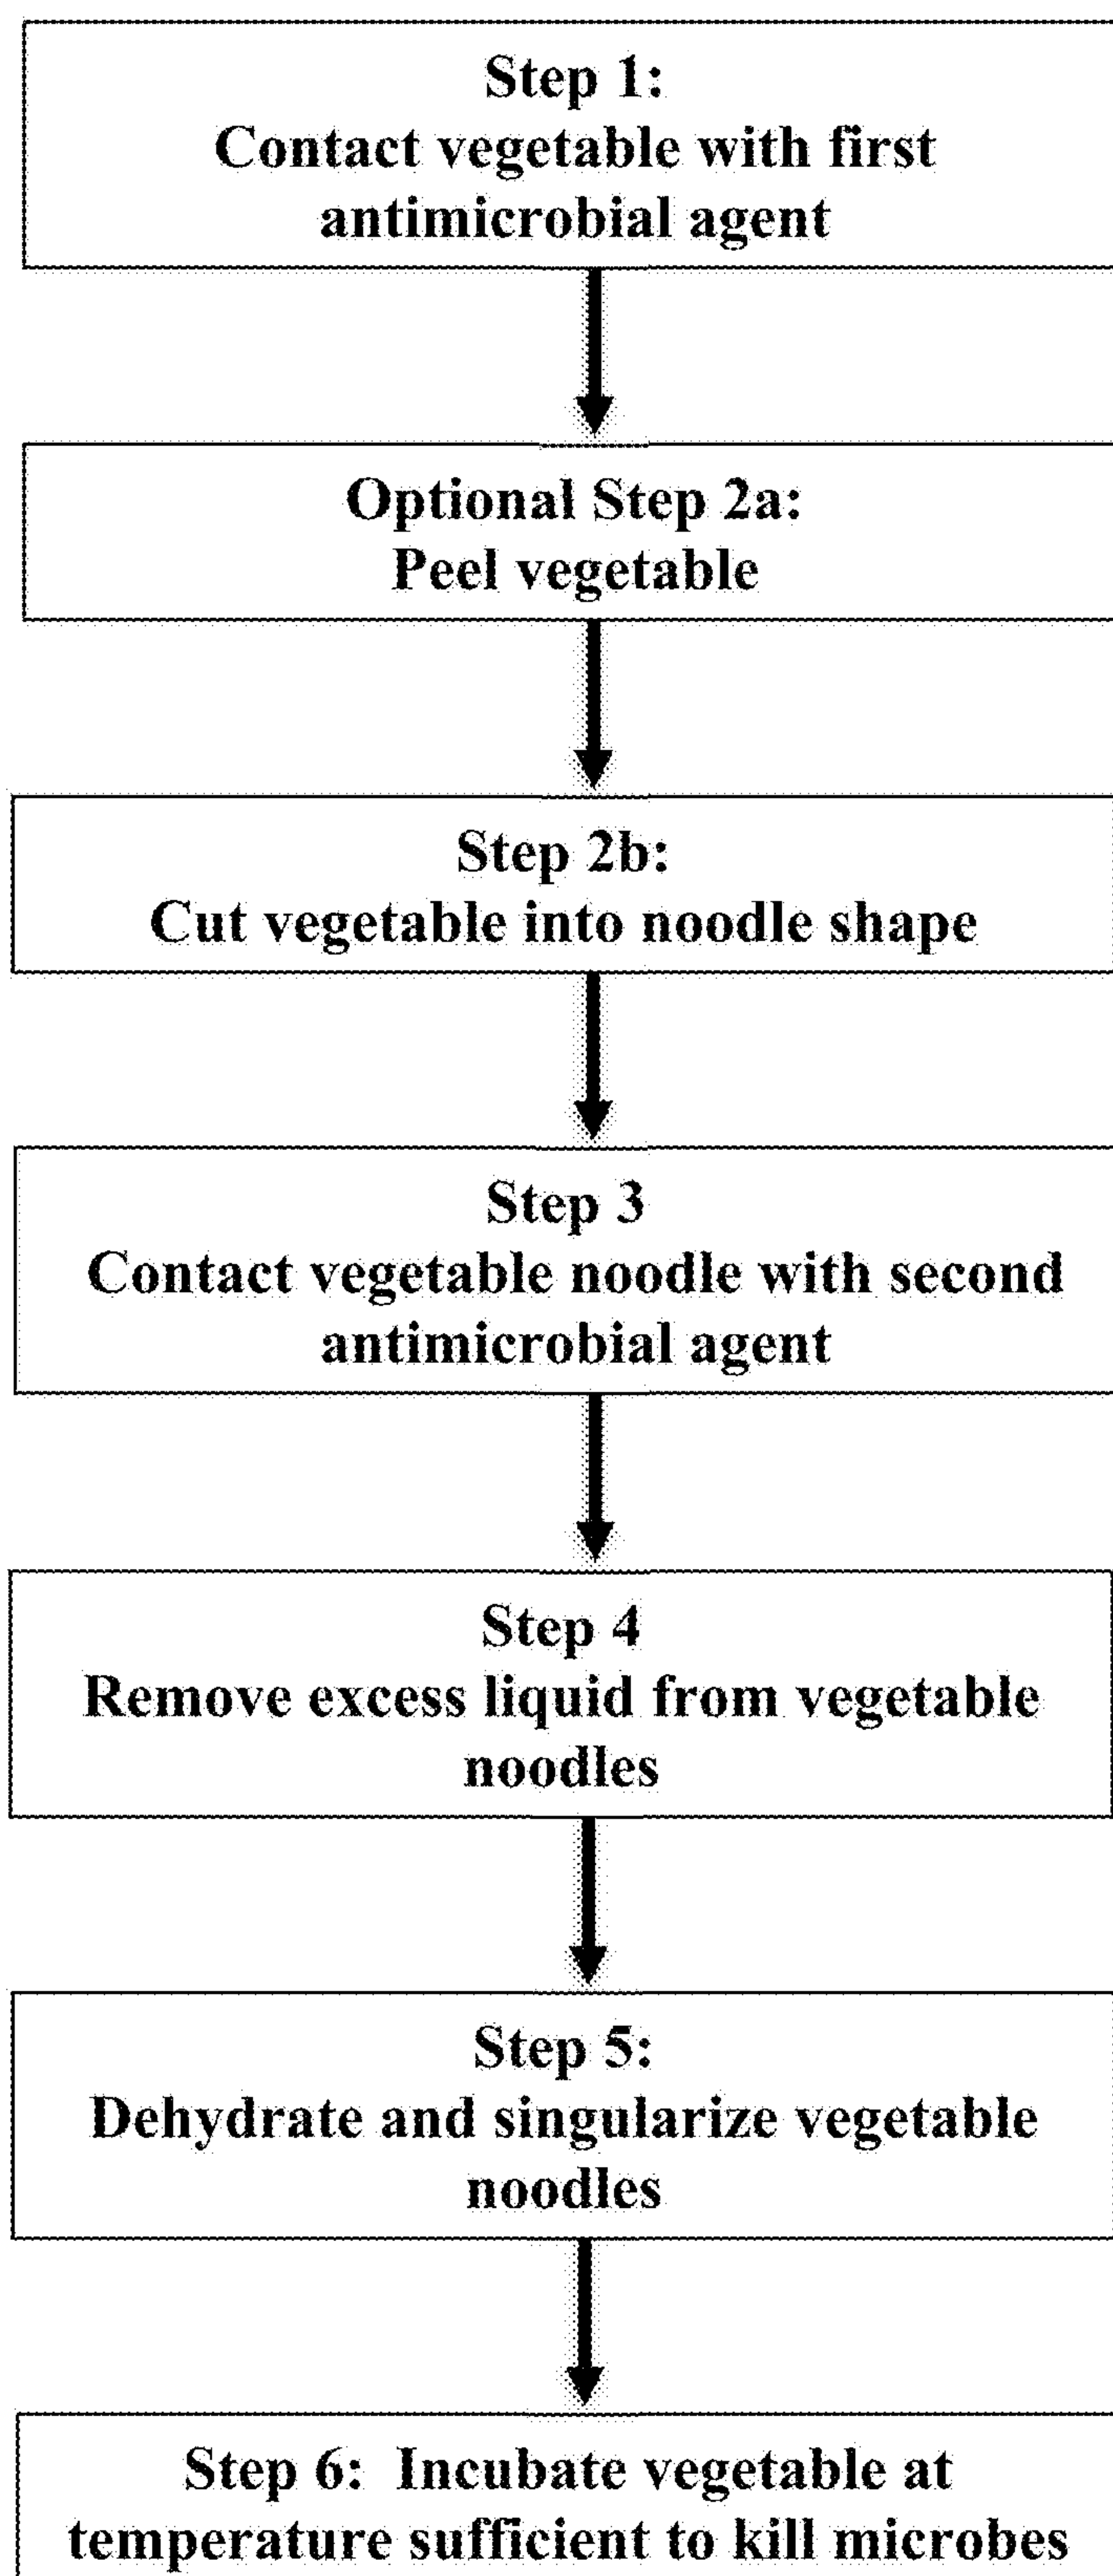 Step 1:
Contact vegetable with first
antimicrobial agent
Optional Step 2a:
Peel vegetable
Step 2b:
Cut vegetable into noodle shape
Step 3
Contact vegetable noodle with second
antimicrobial agent
Step 4
Remove excess liquid from vegetable
noodles
Step 5:
Dehydrate and singularize vegetable
noodles
Step 6: Incubate vegetable at
temperature sufficient to kill microbes